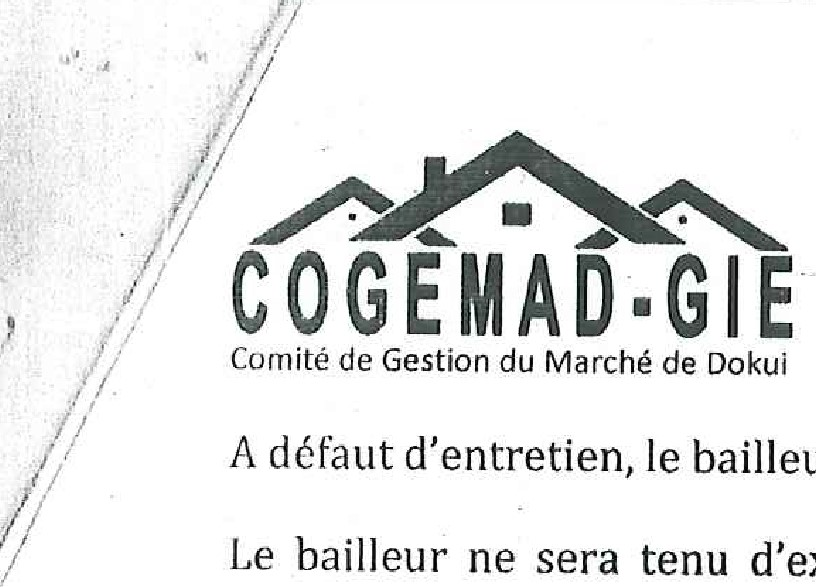 COGEMAD-GIE
Comité de Gestion du Marché de Dokui
A défaut d'entretien, le bailleu
Le bailleur ne sera tenu d'ex